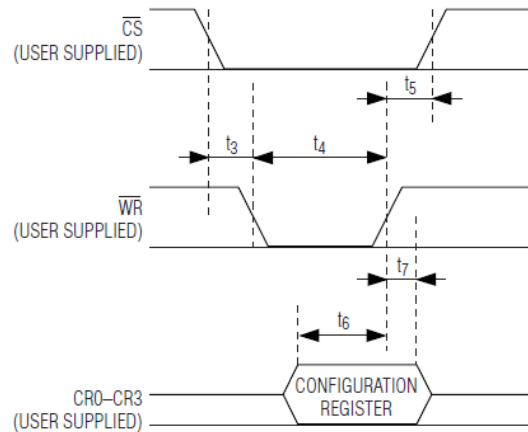 CS
(USER SUPPLIED)
t5
t3
t4
WR
(USER SUPPLIED)
t7
t6
CR0–CR3
(USER SUPPLIED)
CONFIGURATION
REGISTER